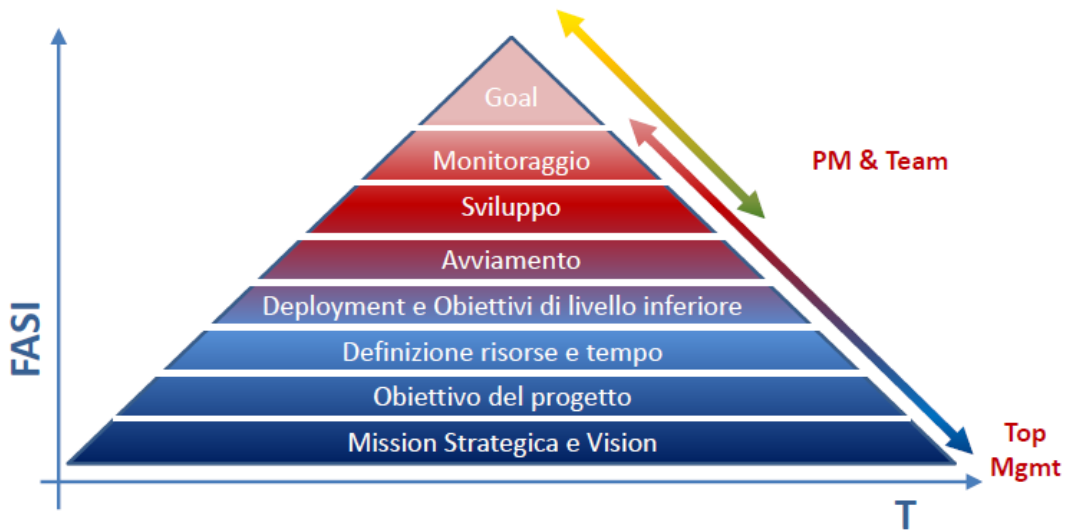 Goal
Monitoraggio
PM & Team
Sviluppo
Avviamento
Deployment e Obiettivi di livello inferiore
Definizione risorse e tempo
Obiettivo del progetto
Mission Strategica e Vision
Top
Mgmt
FASI
T